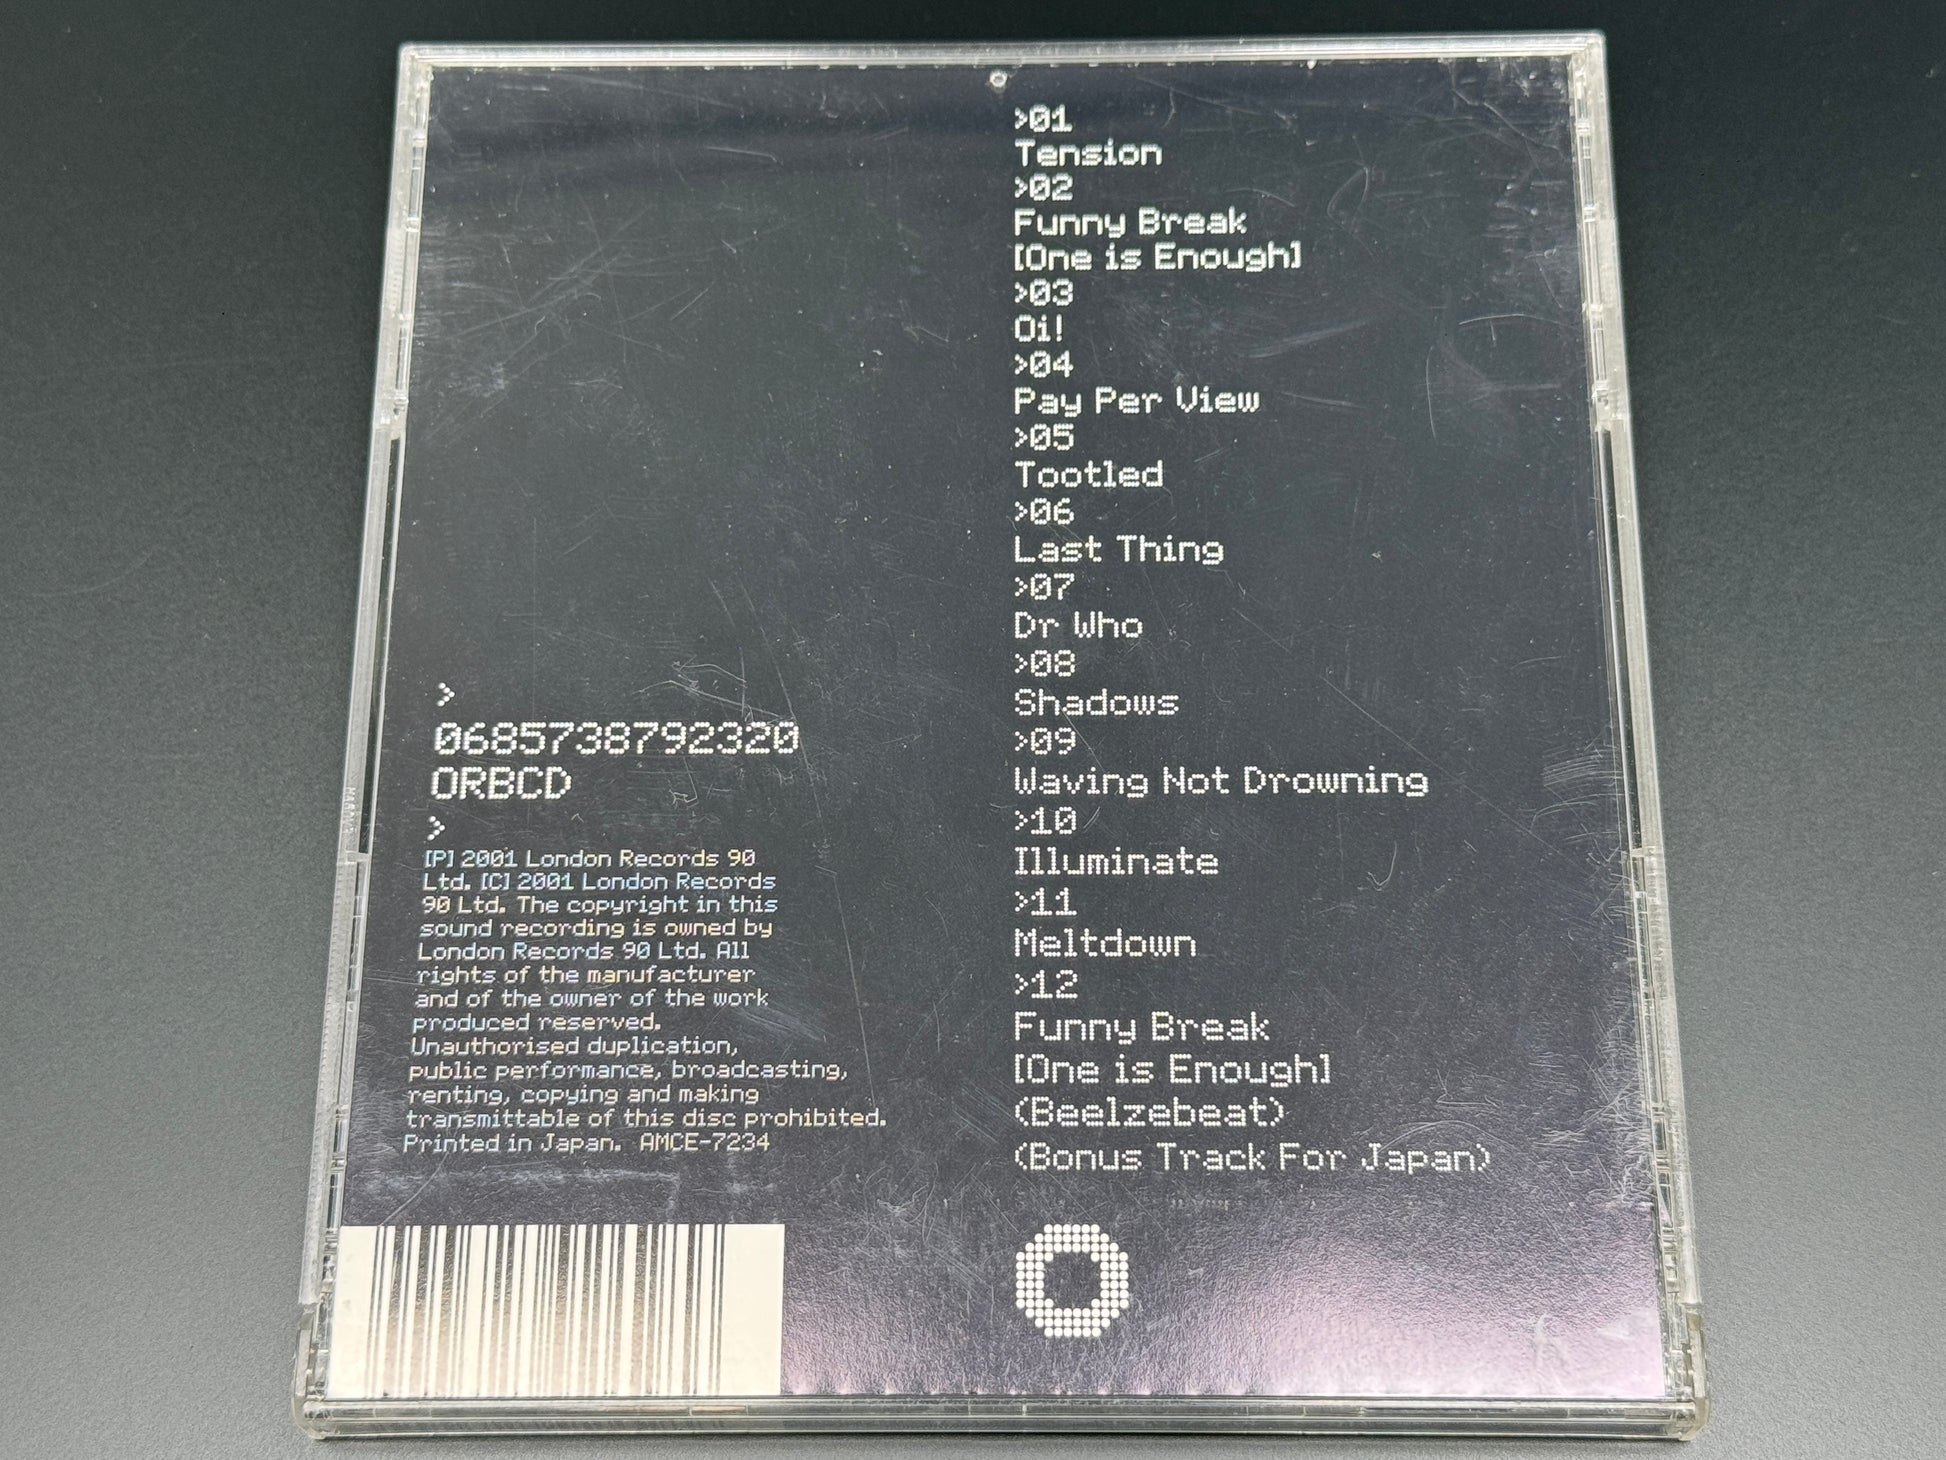 >
0685738792320
ORBCD
>
[P] 2001 London Records 90
Ltd. [C] 2001 London Records
90 Ltd. The copyright in this
sound recording is owned by
London Records 90 Ltd. All
rights of the manufacturer
and of the owner of the work
produced reserved.
Unauthorised duplication,
public performance, broadcasting,
renting, copying and making
transmittable of this disc prohibited.
Printed in Japan. AMCE-7234
>01
Tension
>02
Funny Break
[One is Enough]
>03
Oi!
>04
Pay Per View
>05
Tootled
>06
Last Thing
>07
Dr Who
>08
Shadows
>09
Waving Not Drowning
>10
Illuminate
>11
Meltdown
>12
Funny Break
[One is Enough]
(Beelzebeat)
(Bonus Track For Japan)